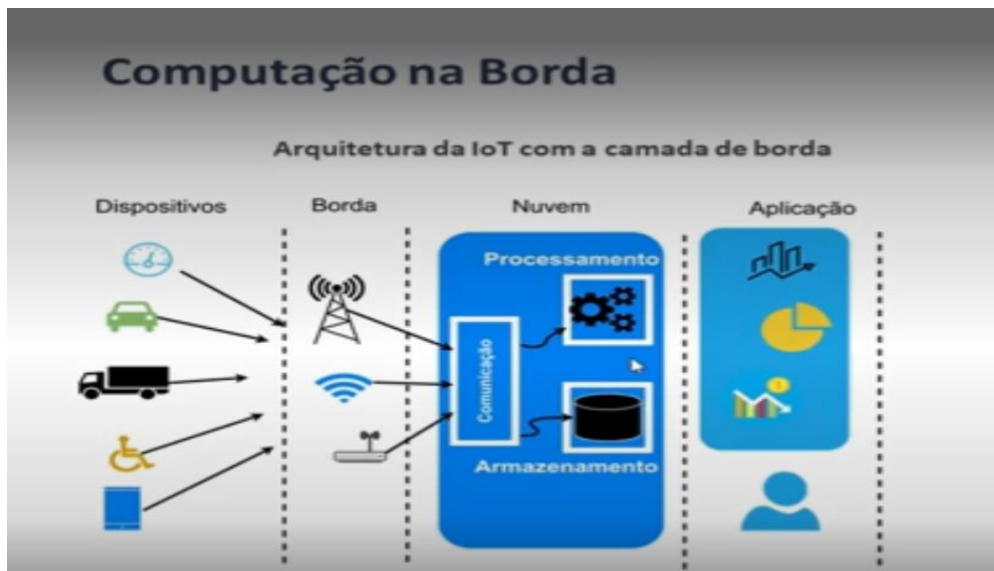 Computação na Borda
Arquitetura da IoT com a camada de borda
Dispositivos
Borda
Nuvem
Aplicação
Processamento
Comunicação
Armazenamento